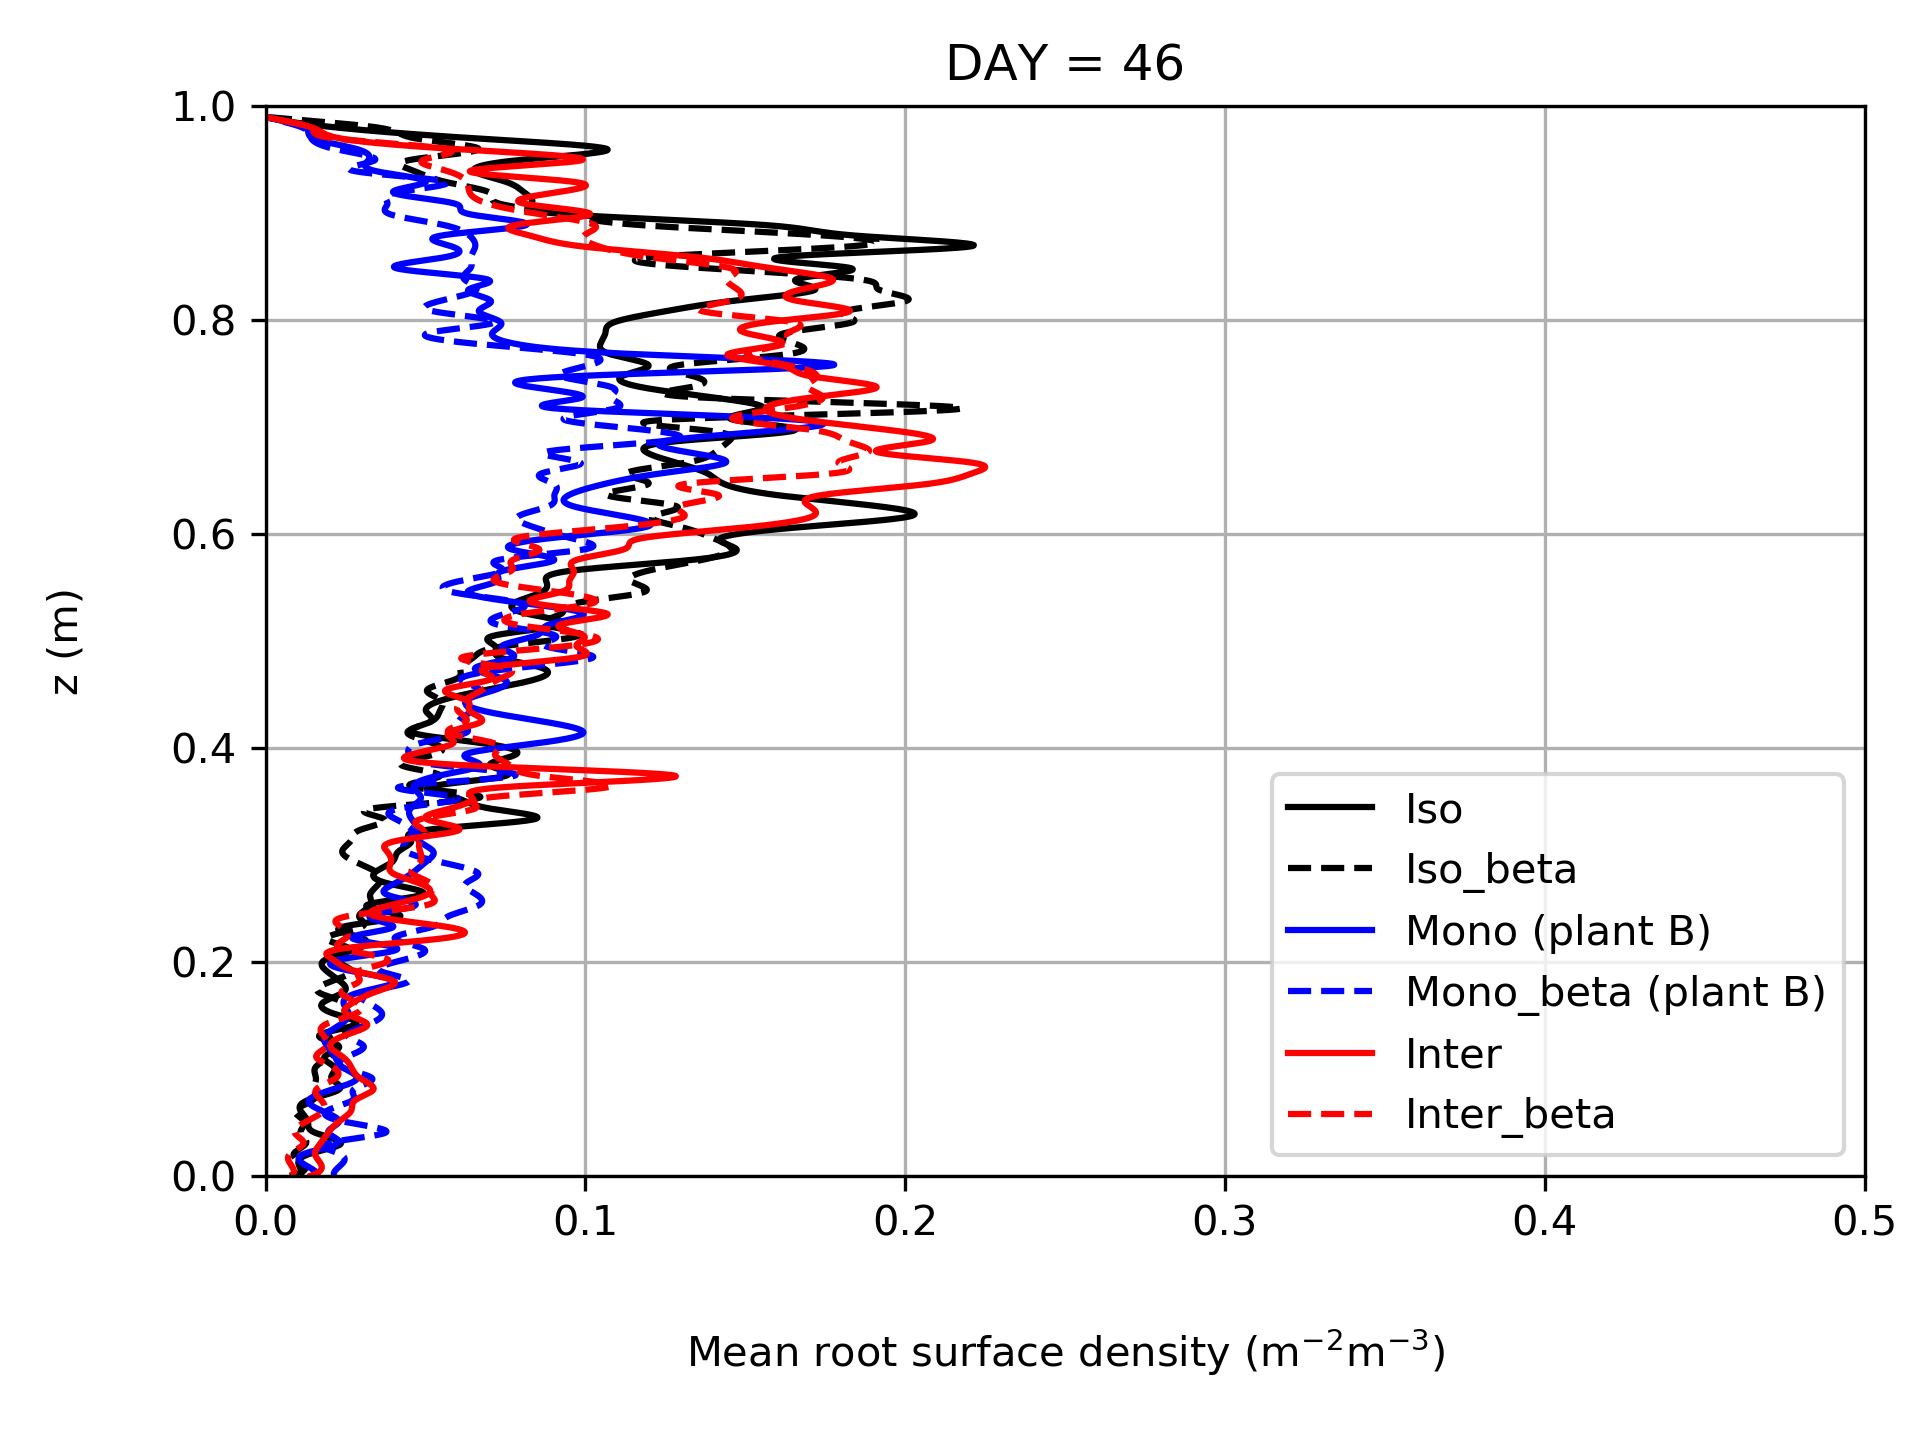 DAY = 46
1.0
0.8
0.6
0.4
0.2
0.0
z (m)
0.0 0.1 0.2 0.3 0.4 0.5
Mean root surface density (m⁻²m⁻³)
Iso
Iso_beta
Mono (plant B)
Mono_beta (plant B)
Inter
Inter_beta